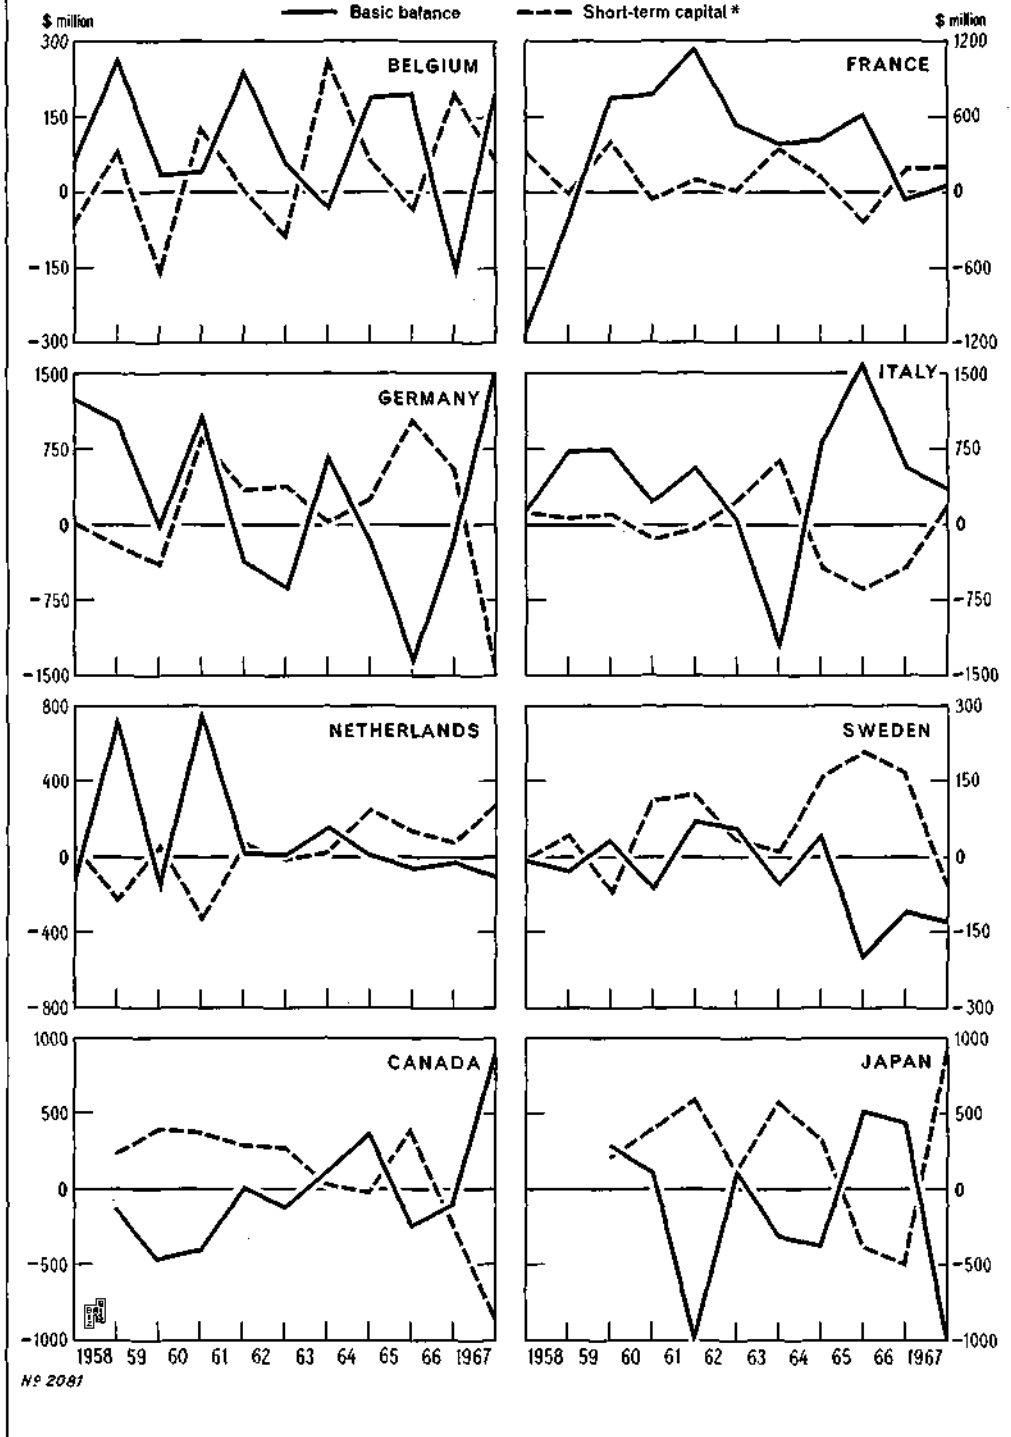 Basic balance Short-term capital *
$ million $ million
300 1200
BELGIUM FRANCE
150 600
0 0
-150 -600
-300 -1200
1500 ITALY 1500
GERMANY
750 750
0 0
-750 -750
-1500 -1500
800 300
NETHERLANDS SWEDEN
400 150
0 0
-400 -150
-800 -300
1000 1000
CANADA JAPAN
500 500
0 0
-500 -500
-1000 -1000
1958 59 60 61 62 63 64 65 66 1967 1958 59 60 61 62 63 64 65 66 1967
Nº 2081